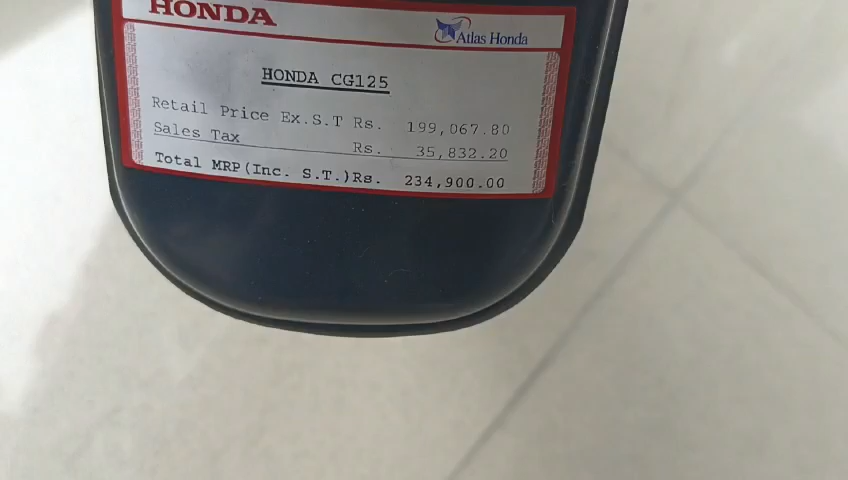 HONDA
Atlas Honda
HONDA CG125
Retail Price Ex.S.T Rs. 199,067.80
Sales Tax Rs. 35,832.20
Total MRP(Inc. S.T.)Rs. 234,900.00